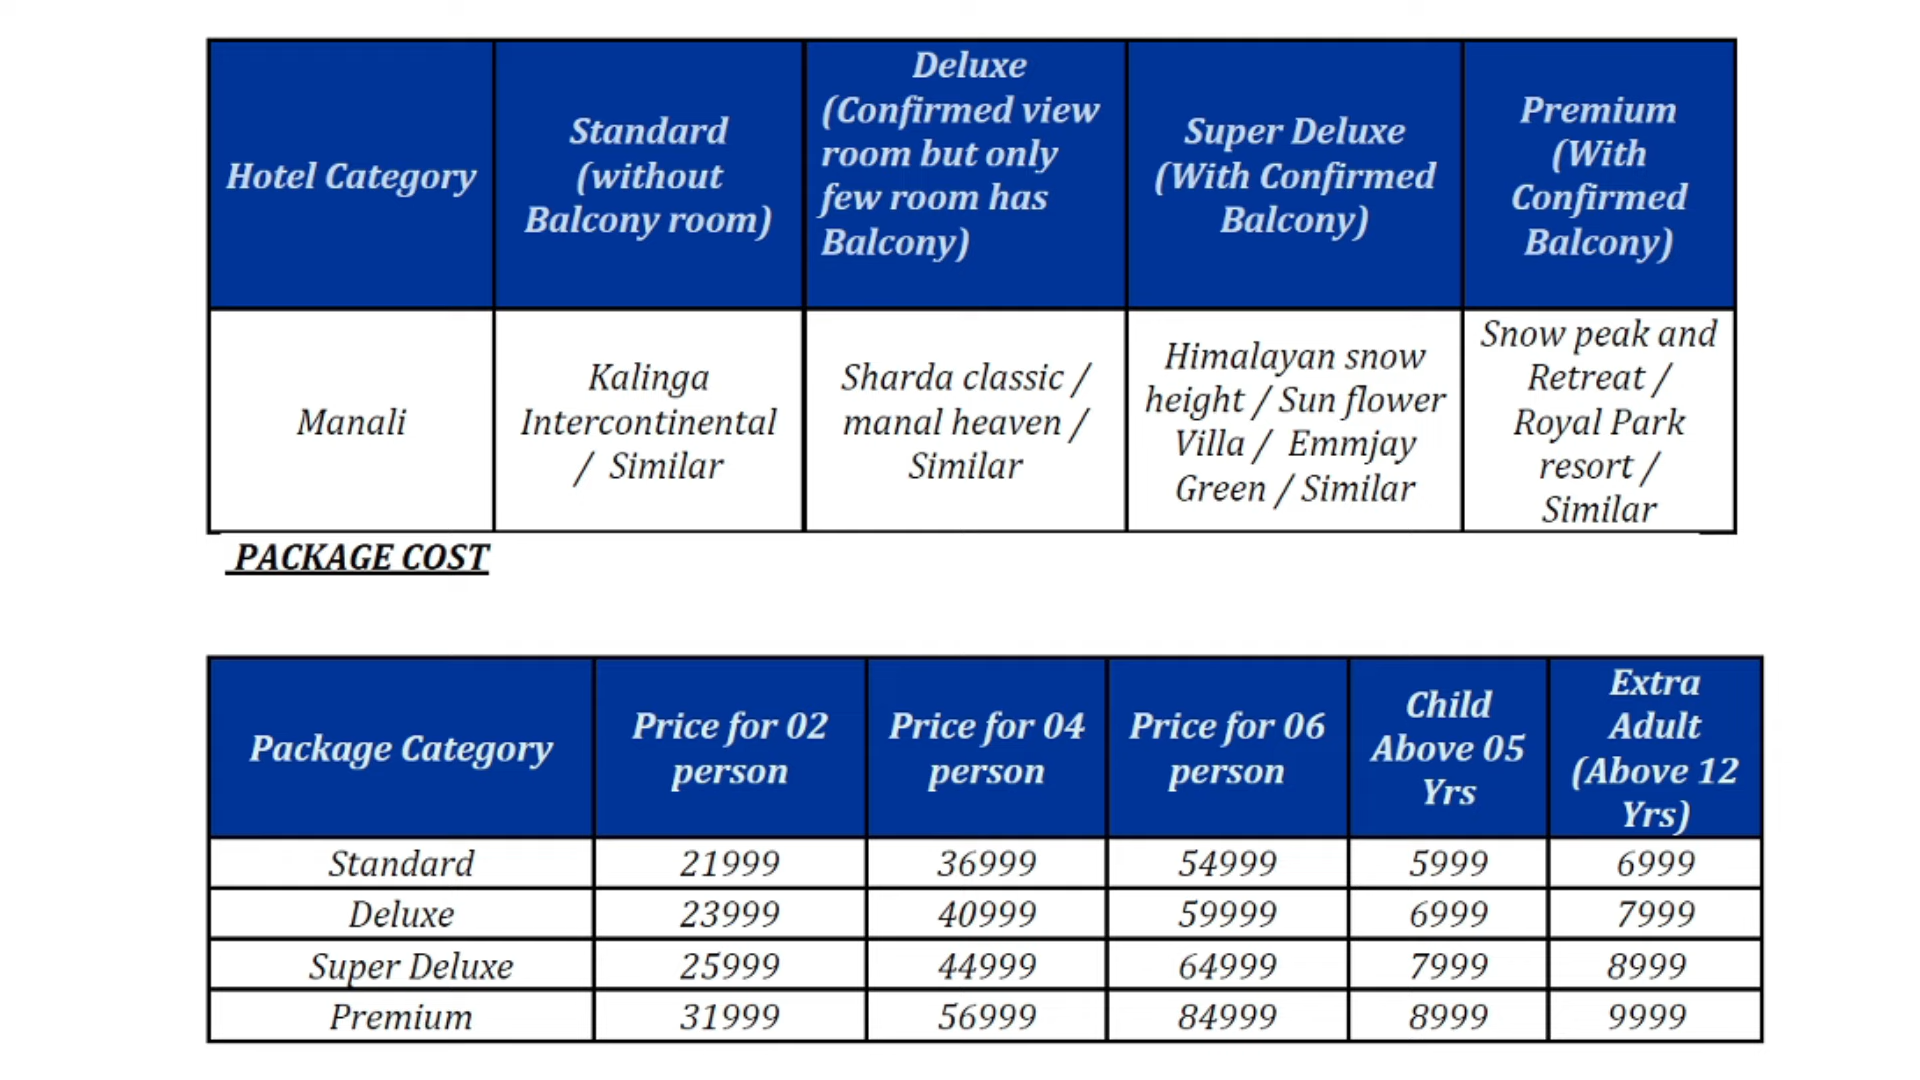 Hotel Category
Standard
(without
Balcony room)
Deluxe
(Confirmed view
room but only
few room has
Balcony)
Super Deluxe
(With Confirmed
Balcony)
Premium
(With
Confirmed
Balcony)
Manali
Kalinga
Intercontinental
/ Similar
Sharda classic /
manal heaven /
Similar
Himalayan snow
height / Sun flower
Villa / Emmjay
Green / Similar
Snow peak and
Retreat /
Royal Park
resort /
Similar
PACKAGE COST
Package Category
Price for 02
person
Price for 04
person
Price for 06
person
Child
Above 05
Yrs
Extra
Adult
(Above 12
Yrs)
Standard 21999 36999 54999 5999 6999
Deluxe 23999 40999 59999 6999 7999
Super Deluxe 25999 44999 64999 7999 8999
Premium 31999 56999 84999 8999 9999